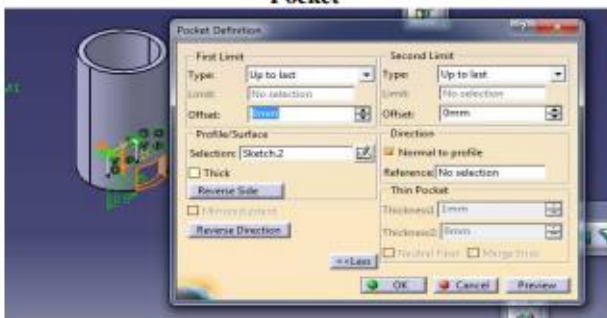 Pocket
Pocket Definition
First Limit
Type: Up to last
Limit: No selection
Offset: 0mm
Profile/Surface
Selection: Sketch.2
Thick
Reverse Side
Mirrored extent
Reverse Direction
<<Less
Second Limit
Type: Up to last
Limit: No selection
Offset: 0mm
Direction
Normal to profile
Reference: No selection
Thin Pocket
Thickness1 1mm
Thickness2 0mm
Neutral Fiber Merge Ends
OK Cancel Preview